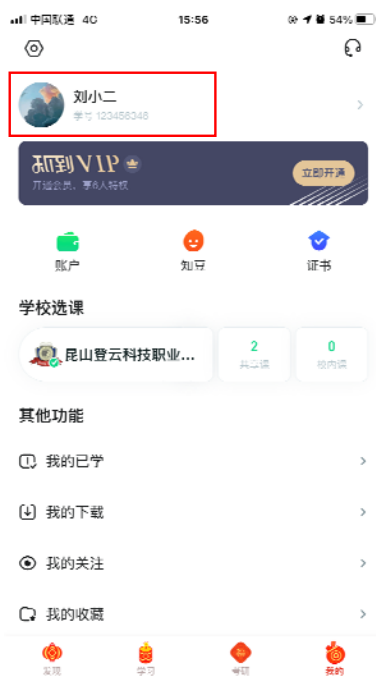 中国联通 4G 15:56 54%
刘小二
学号 123456348
知到VIP
开通会员，享6大特权
立即开通
账户 知豆 证书
学校选课
昆山登云科技职业... 2 0
共享课 校内课
其他功能
我的已学
我的下载
我的关注
我的收藏
发现 学习 考研 我的